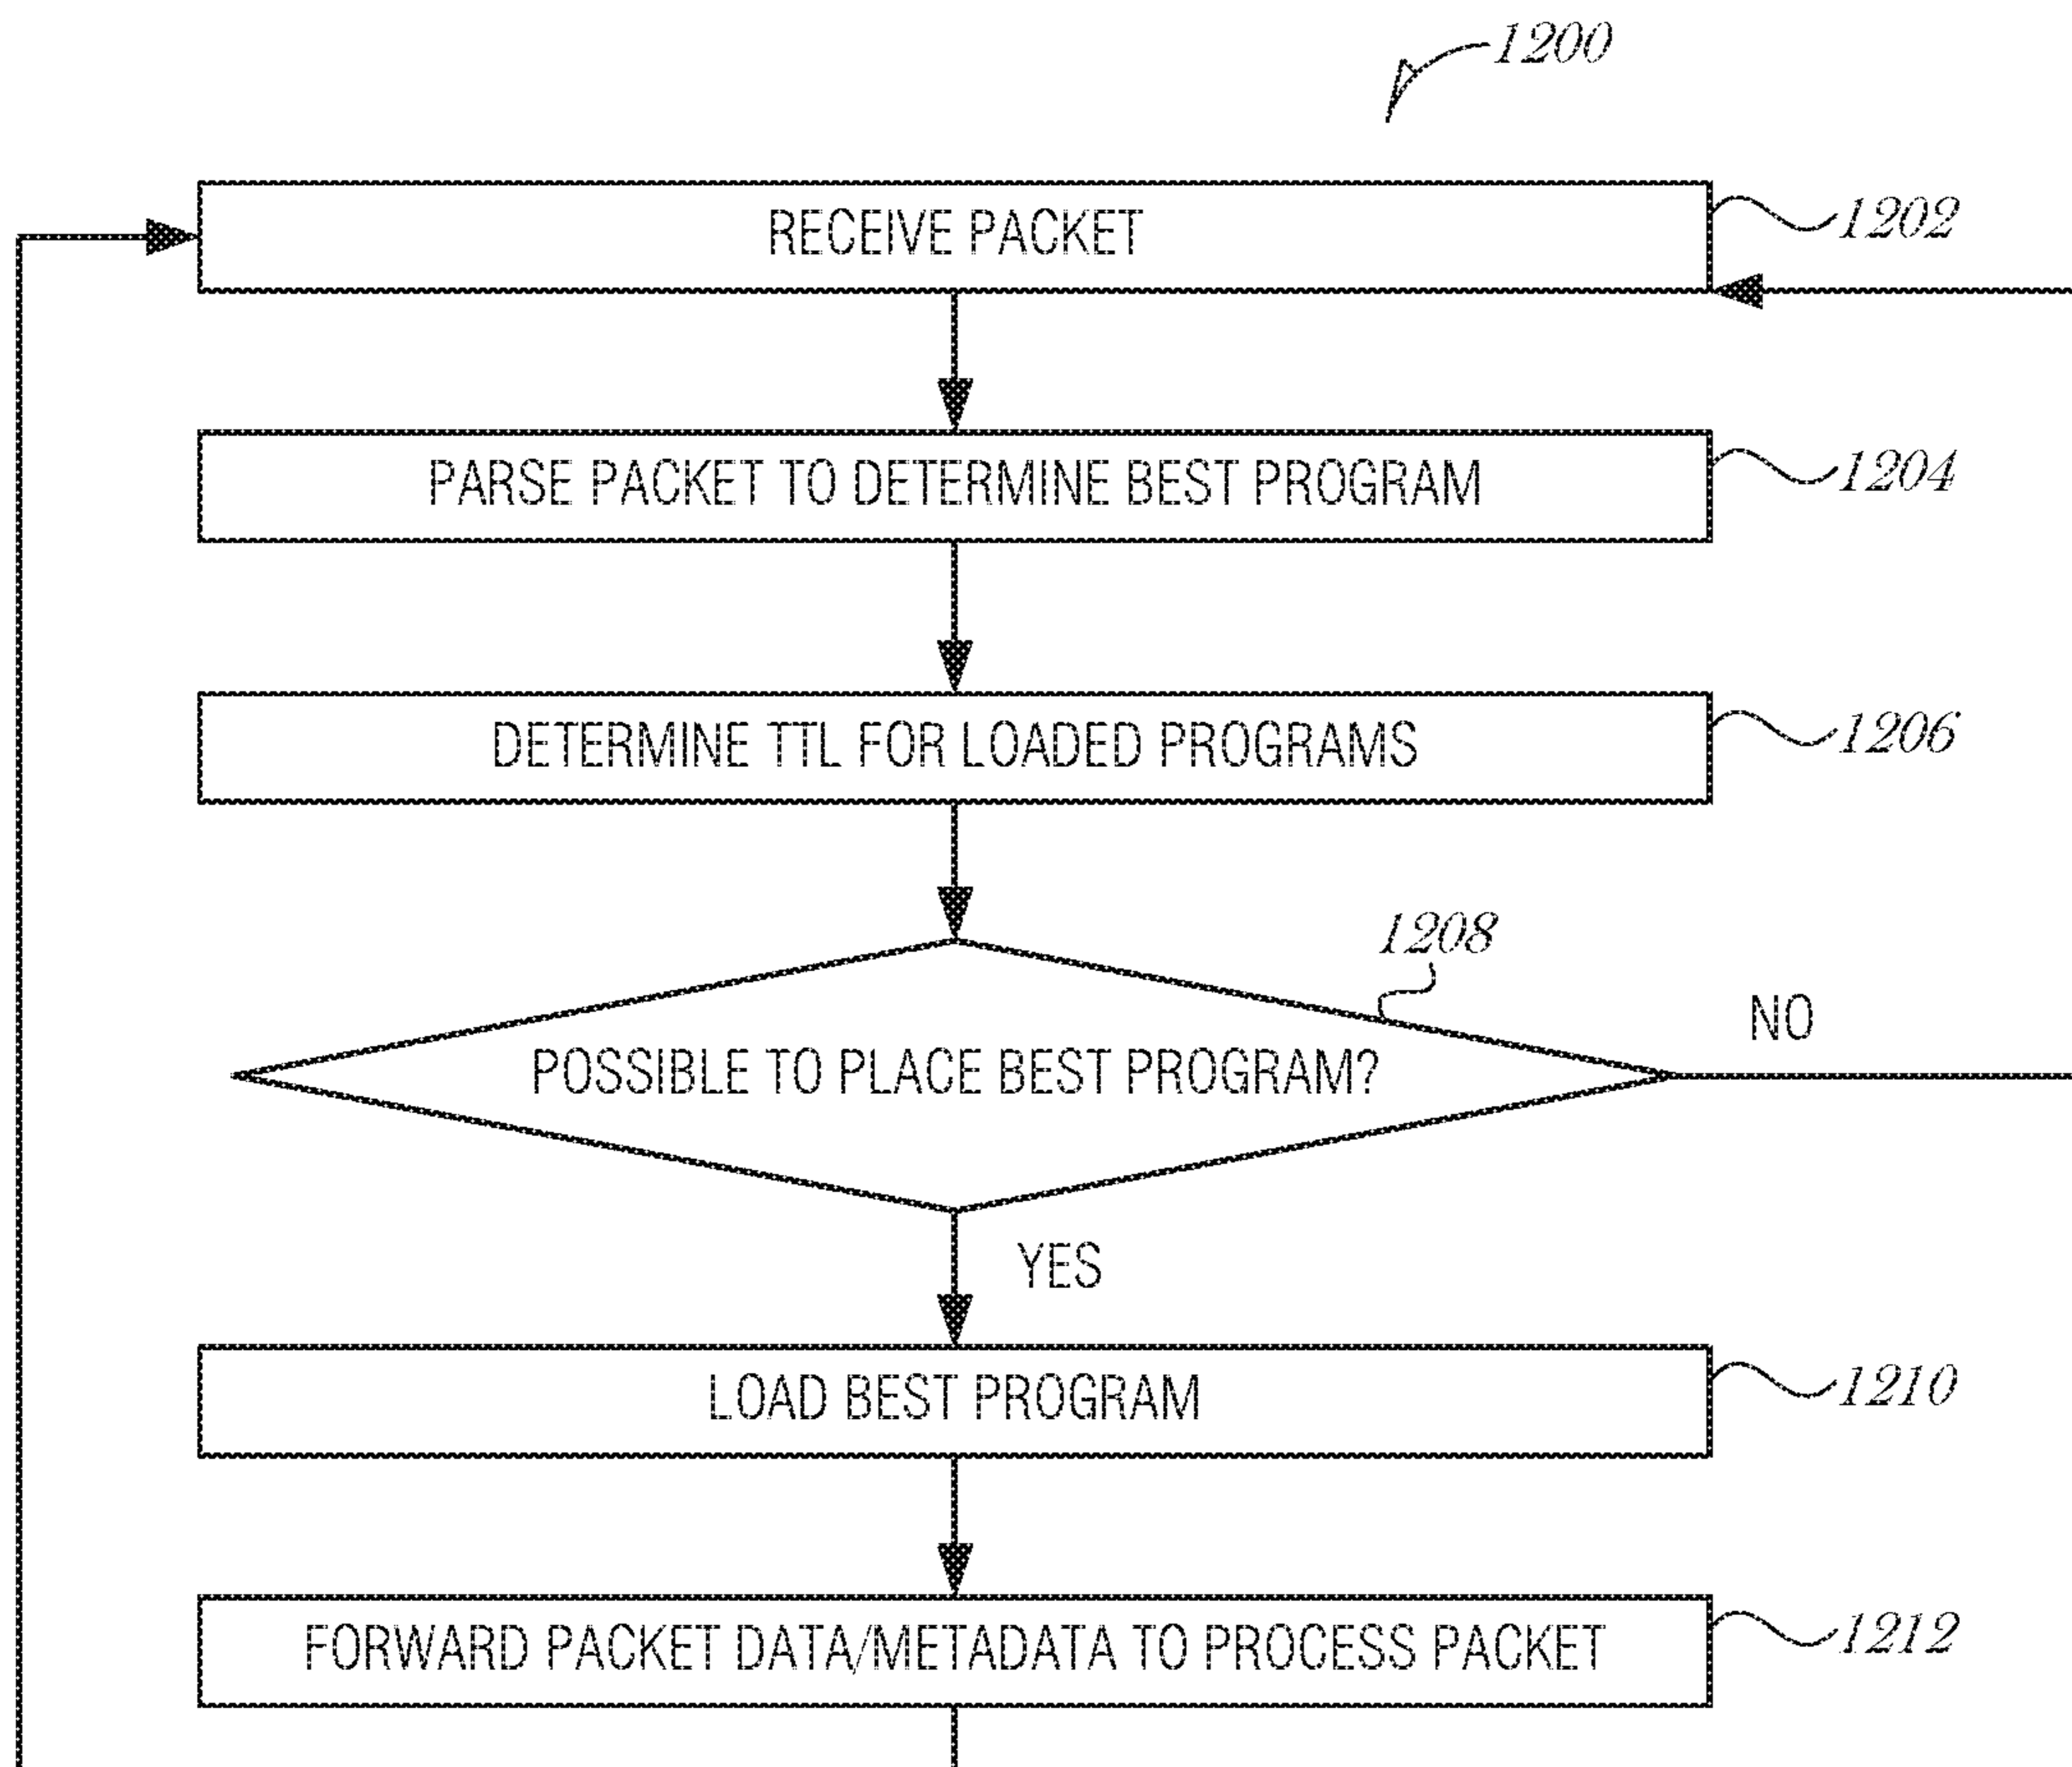 1200
RECEIVE PACKET
1202
PARSE PACKET TO DETERMINE BEST PROGRAM
1204
DETERMINE TTL FOR LOADED PROGRAMS
1206
1208
POSSIBLE TO PLACE BEST PROGRAM?
NO
YES
LOAD BEST PROGRAM
1210
FORWARD PACKET DATA/METADATA TO PROCESS PACKET
1212